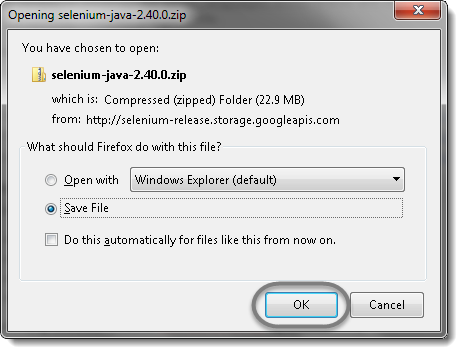 Opening selenium-java-2.40.0.zip
You have chosen to open:
selenium-java-2.40.0.zip
which is: Compressed (zipped) Folder (22.9 MB)
from: http://selenium-release.storage.googleapis.com
What should Firefox do with this file?
Open with Windows Explorer (default)
Save File
Do this automatically for files like this from now on.
OK Cancel